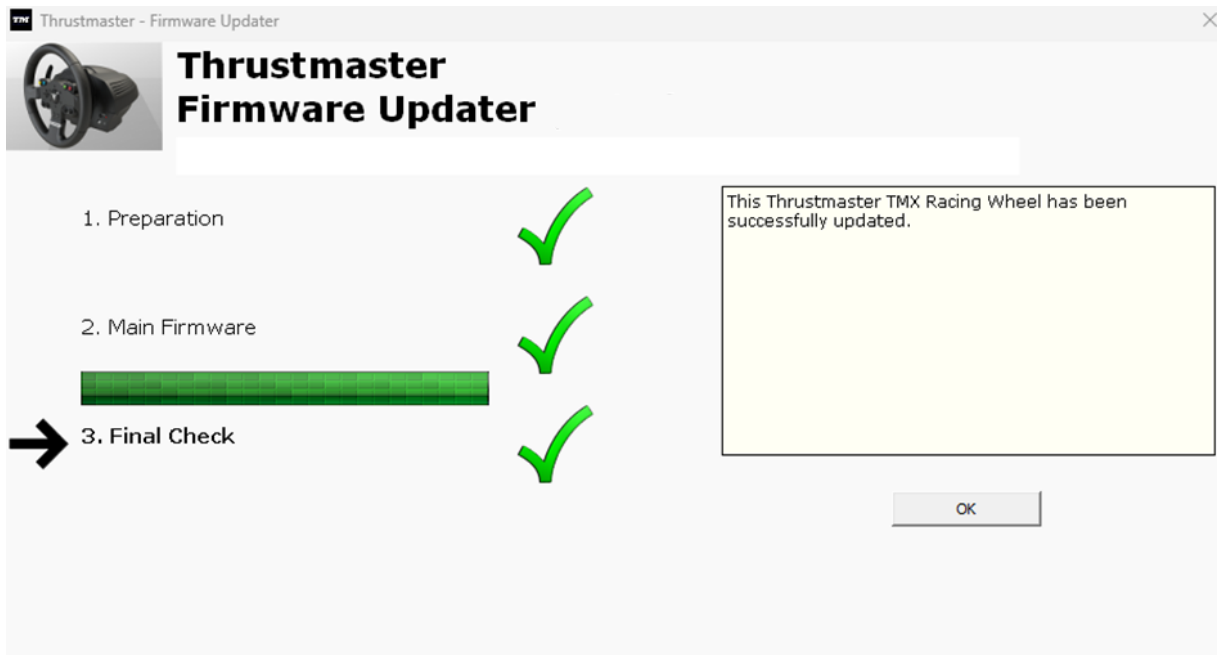 TM Thrustmaster - Firmware Updater
Thrustmaster
Firmware Updater
1. Preparation
2. Main Firmware
3. Final Check
This Thrustmaster TMX Racing Wheel has been
successfully updated.
OK